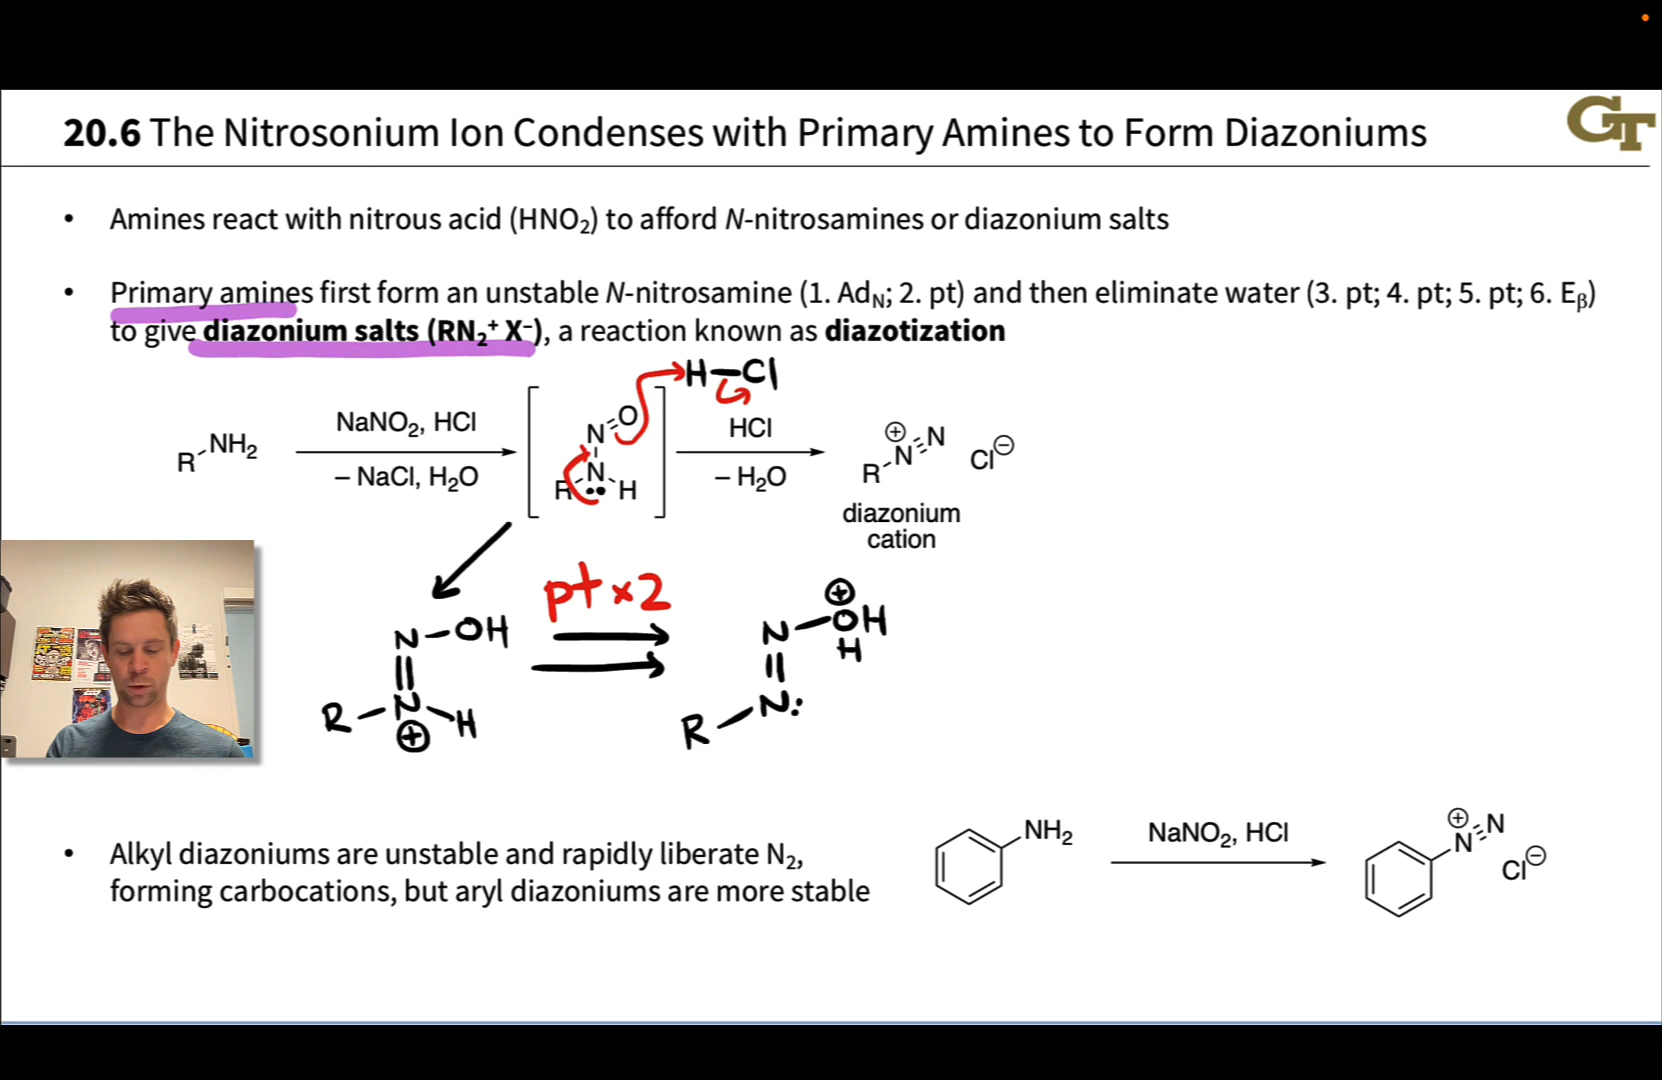 20.6 The Nitrosonium Ion Condenses with Primary Amines to Form Diazoniums
GT
• Amines react with nitrous acid (HNO₂) to afford N-nitrosamines or diazonium salts
• Primary amines first form an unstable N-nitrosamine (1. Ad_N; 2. pt) and then eliminate water (3. pt; 4. pt; 5. pt; 6. E_β)
to give diazonium salts (RN₂⁺ X⁻), a reaction known as diazotization
H–Cl
R NH₂
NaNO₂, HCl
– NaCl, H₂O
N=O
N
R H
HCl
– H₂O
R N≡N
⊕
Cl⊖
diazonium
cation
pt x2
N–OH
R–N–H
⊕
⊕
N–OH
H
R–N:
• Alkyl diazoniums are unstable and rapidly liberate N₂,
forming carbocations, but aryl diazoniums are more stable
NH₂
NaNO₂, HCl
⊕
N≡N
Cl⊖